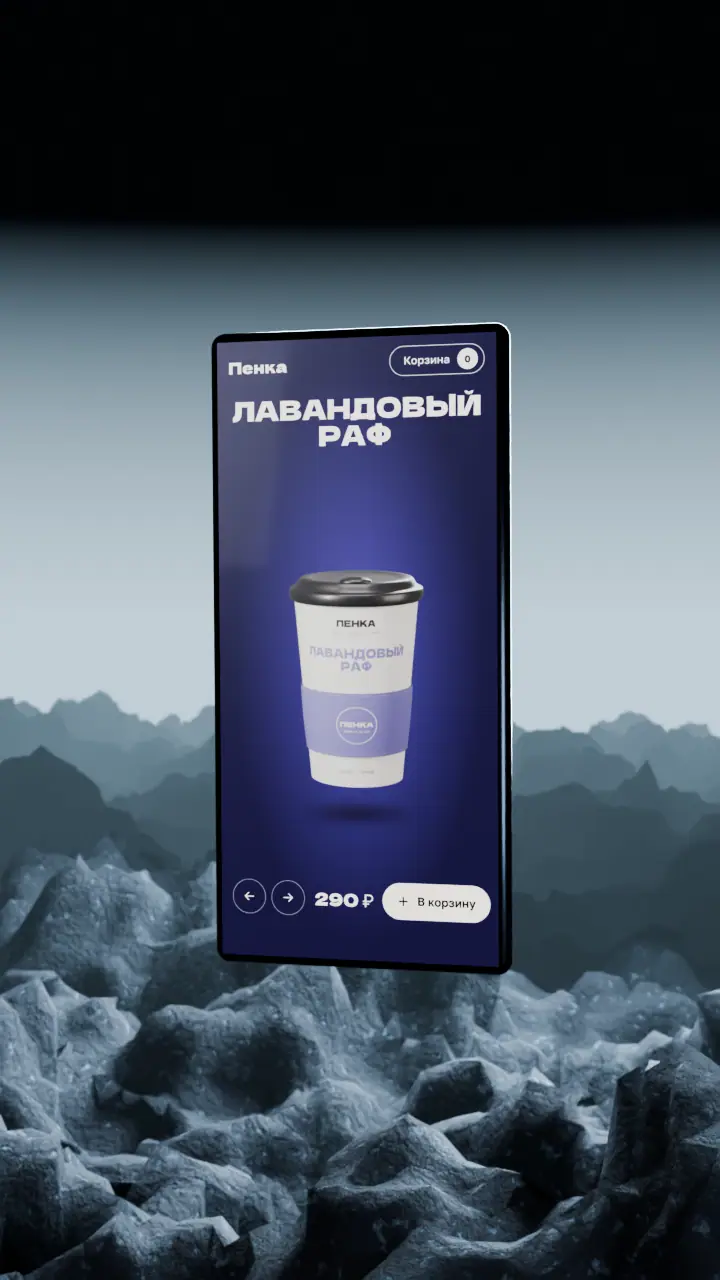 Пенка
Корзина 0
ЛАВАНДОВЫЙ
РАФ
ПЕНКА
ЛАВАНДОВЫЙ
РАФ
ПЕНКА
290 ₽
+ В корзину